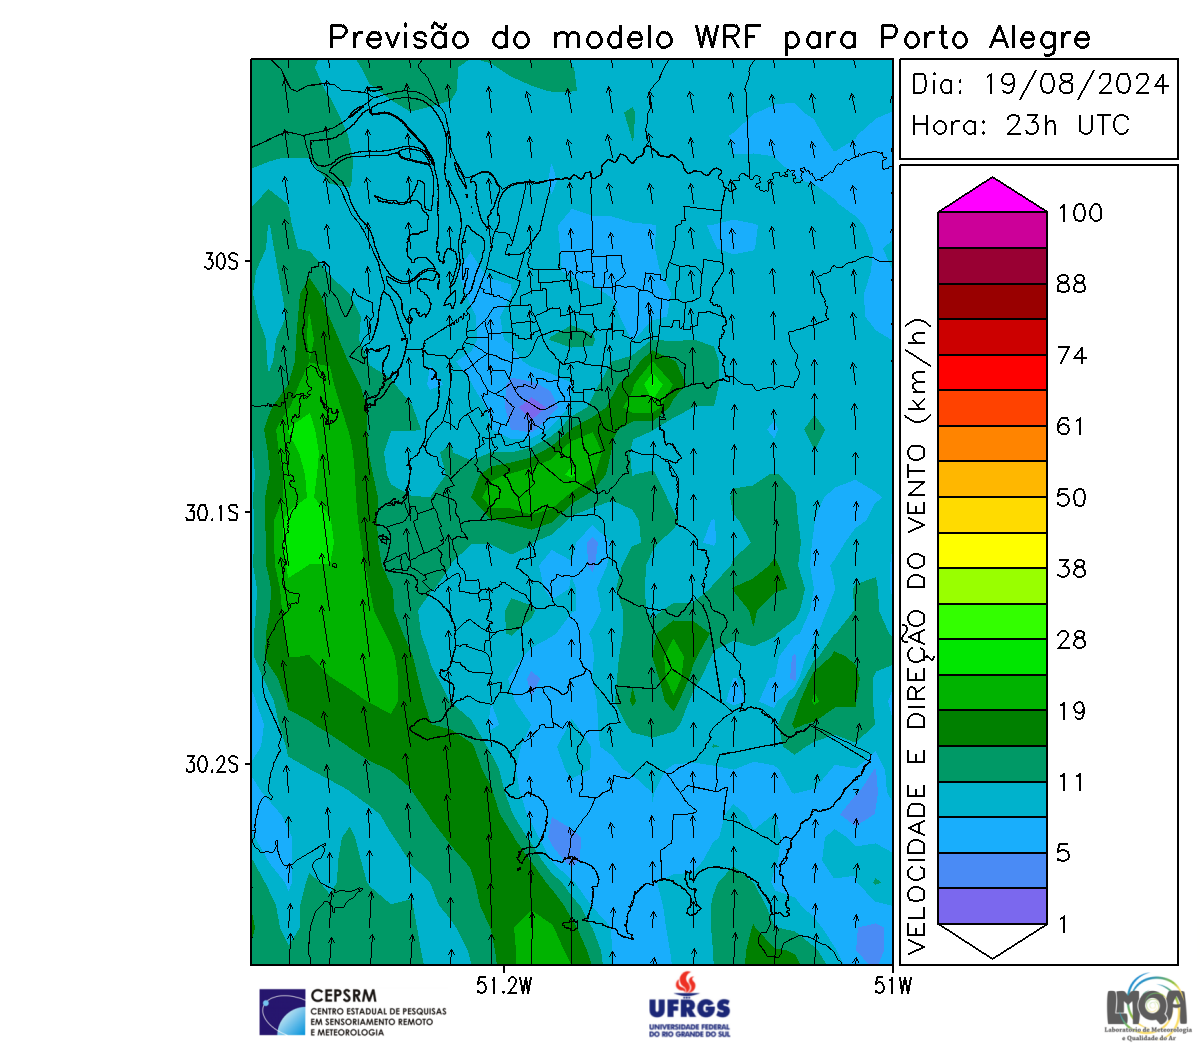 Previsão do modelo WRF para Porto Alegre
Dia: 19/08/2024
Hora: 23h UTC
30S
30.1S
30.2S
51.2W
51W
VELOCIDADE E DIREÇÃO DO VENTO (km/h)
100
88
74
61
50
38
28
19
11
5
1
CEPSRM
CENTRO ESTADUAL DE PESQUISAS
EM SENSORIAMENTO REMOTO
E METEOROLOGIA
UFRGS
UNIVERSIDADE FEDERAL
DO RIO GRANDE DO SUL
LMQA
Laboratório de Meteorologia
e Qualidade do Ar